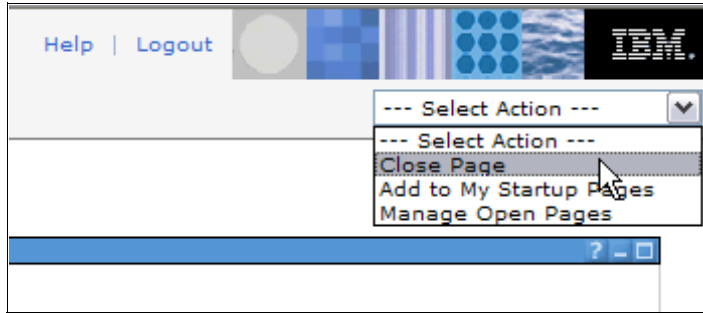 Help | Logout
IBM.
--- Select Action ---
--- Select Action ---
Close Page
Add to My Startup Pages
Manage Open Pages
?